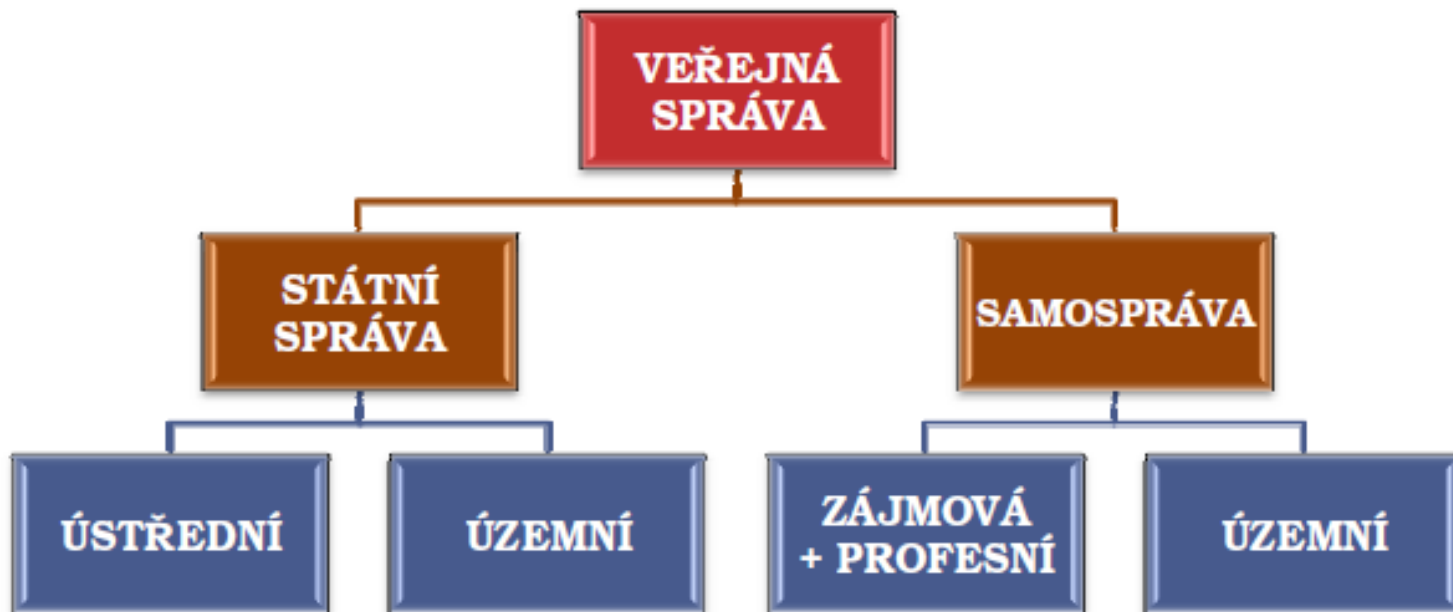 VEŘEJNÁ
SPRÁVA
STÁTNÍ
SPRÁVA
SAMOSPRÁVA
ÚSTŘEDNÍ
ÚZEMNÍ
ZÁJMOVÁ
+ PROFESNÍ
ÚZEMNÍ